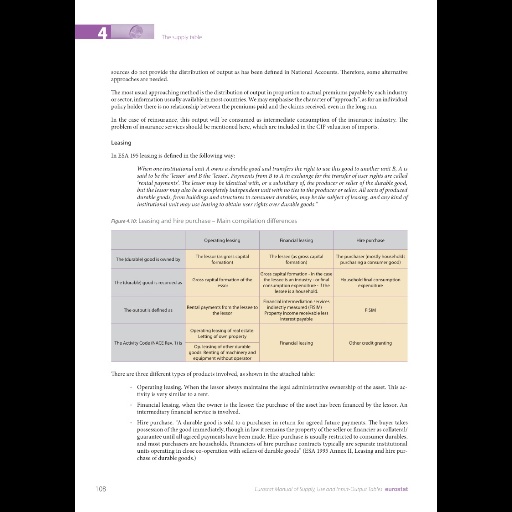 4
The supply table
sources do not provide the distribution of output as has been defined in National Accounts. Therefore, some alternative
approaches are needed.
The most usual approaching method is the distribution of output in proportion to actual premiums payable by each industry
or sector, information usually available in most countries. We may emphasise the character of "approach", as for an individual
policy holder there is no relationship between the premiums paid and the claims received, even in the long run.
In the case of reinsurance, this output will be consumed as intermediate consumption of the insurance industry. The
problem of insurance services should be mentioned here, which are included in the CIF valuation of imports.
Leasing
In ESA 195 leasing is defined in the following way:
'When one institutional unit A owns a durable good and transfers the right to use this good to another unit B, A is
said to be the 'lessor' and B the 'lessee'. Payments from B to A in exchange for the transfer of user rights are called
'rental payments'. The lessor may be identical with, or a subsidiary of, the producer or seller of the durable good,
but the lessor may also be a completely independent unit with no ties to the producer or seller. All sorts of produced
durable goods, from buildings and structures to consumer durables, may be the subject of leasing, and any kind of
institutional unit may use leasing to obtain user rights over durable goods."
Figure 4.10: Leasing and hire purchase – Main compilation differences
Operating leasing
Financial leasing
Hire purchase
The (durable) good is owned by
The lessor (as gross capital
formation)
The lessee (as gross capital
formation)
The purchaser (mostly household
purchasing a consumer good)
The (durable) good is recorded as
Gross capital formation of the
lessor
Gross capital formation - in the case
the lessee is an industry - or final
consumption expenditure - if the
lessee is a household.
Household final consumption
expenditure
The output is defined as
Rental payments from the lessee to
the lessor
Financial intermediation services
indirectly measured (FISIM)
Property income received less
interest payable
FISIM
The Activity Code NACE Rev. 1 is
Operating leasing of real estate:
Letting of own property
Op. leasing of other durable
goods: Renting of machinery and
equipment without operator
Financial leasing
Other credit granting
There are three different types of products involved, as shown in the attached table:
- Operating leasing. When the lessor always maintains the legal administrative ownership of the asset. This ac-
tivity is very similar to a rent.
- Financial leasing, when the owner is the lessor: the purchase of the asset has been financed by the lessor. An
intermediary financial service is involved.
- Hire purchase. "A durable good is sold to a purchaser in return for agreed future payments. The buyer takes
possession of the good immediately, though in law it remains the property of the seller or financier as collateral/
guarantee until all agreed payments have been made. Hire-purchase is usually restricted to consumer durables,
and most purchasers are households. Financiers of hire-purchase contracts typically are separate institutional
units operating in close co-operation with sellers of durable goods" (ESA 1995 Annex II, Leasing and hire pur-
chase of durable goods.)
108
Eurostat Manual of Supply, Use and Input-Output Tables eurostat